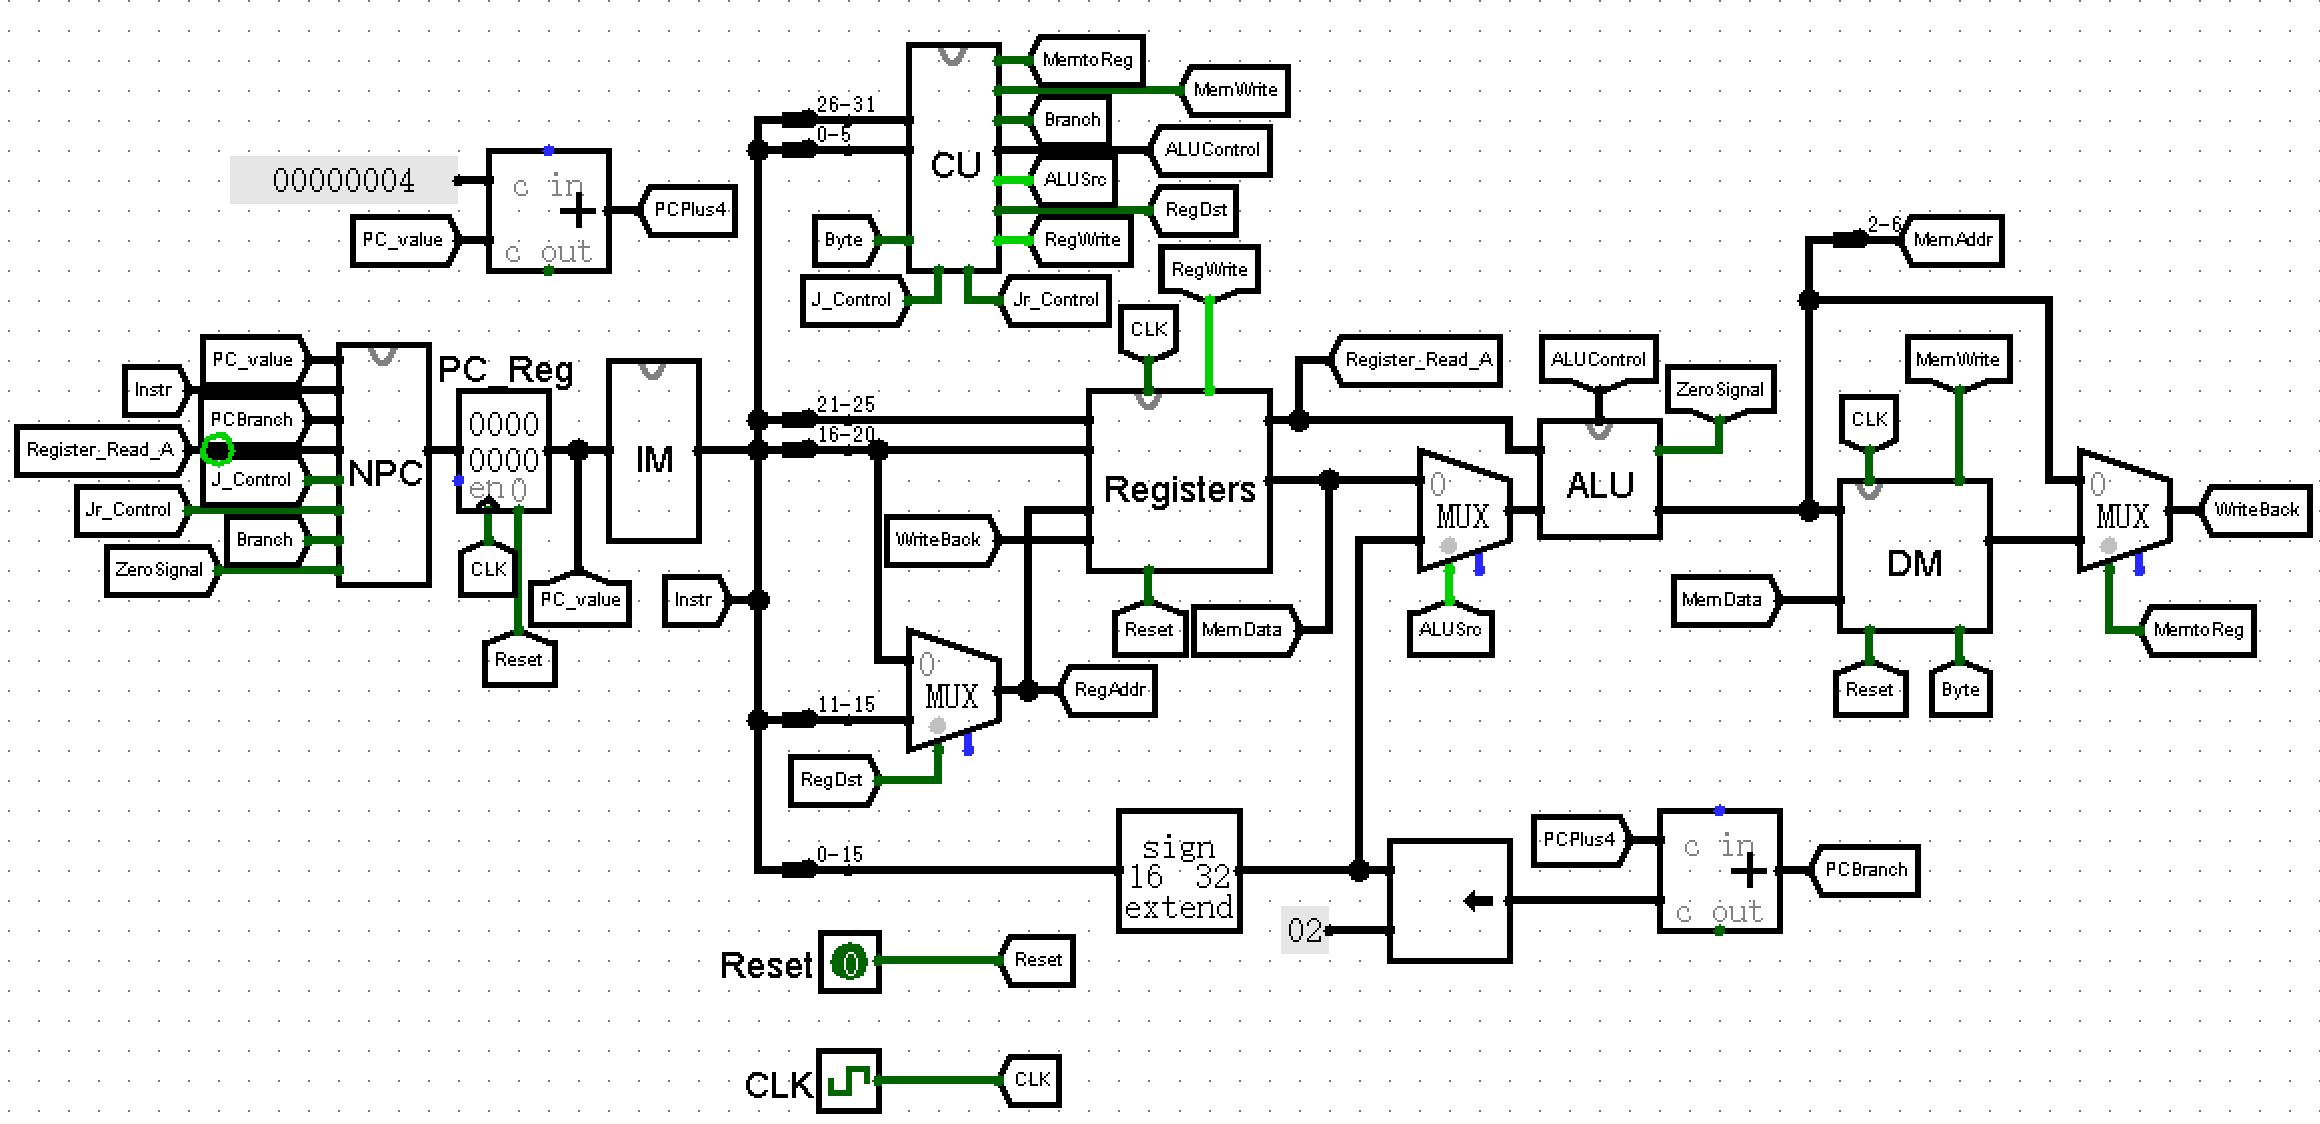 MemtoReg
MemWrite
26-31
Branch
0-5
ALUControl
CU
ALUSrc
00000004
c in
RegDst
PCPlus4
PC_value
c out
Byte
RegWrite
2-6
MemAddr
RegWrite
J_Control
Jr_Control
CLK
PC_value
PC_Reg
Register_Read_A
ALUControl
MemWrite
Instr
ZeroSignal
PCBranch
0000
21-25
CLK
Register_Read_A
0000
16-20
NPC
IM
J_Control
en 0
Registers
0
MUX
ALU
0
MUX
Jr_Control
WriteBack
Branch
WriteBack
ZeroSignal
CLK
DM
PC_value
Instr
MemData
Reset
MemData
ALUSrc
MemtoReg
Reset
0
MUX
RegAddr
Reset
Byte
11-15
RegDst
PCPlus4
c in
0-15
sign
16 32
extend
PCBranch
c out
02
Reset
0
Reset
CLK
CLK